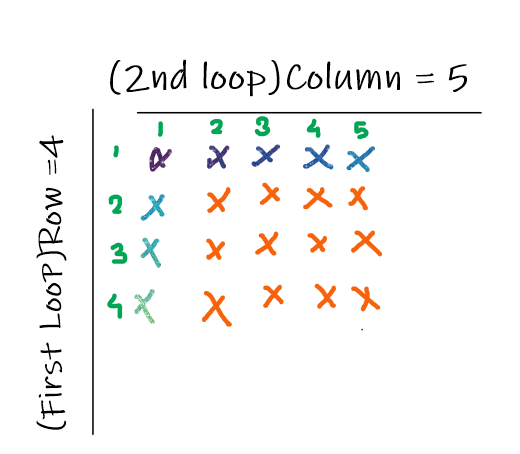 (2nd loop)Column = 5
1 2 3 4 5
1 x x x x x
2 x x x x x
3 x x x x x
4 x x x x x
(First LooP)Row =4